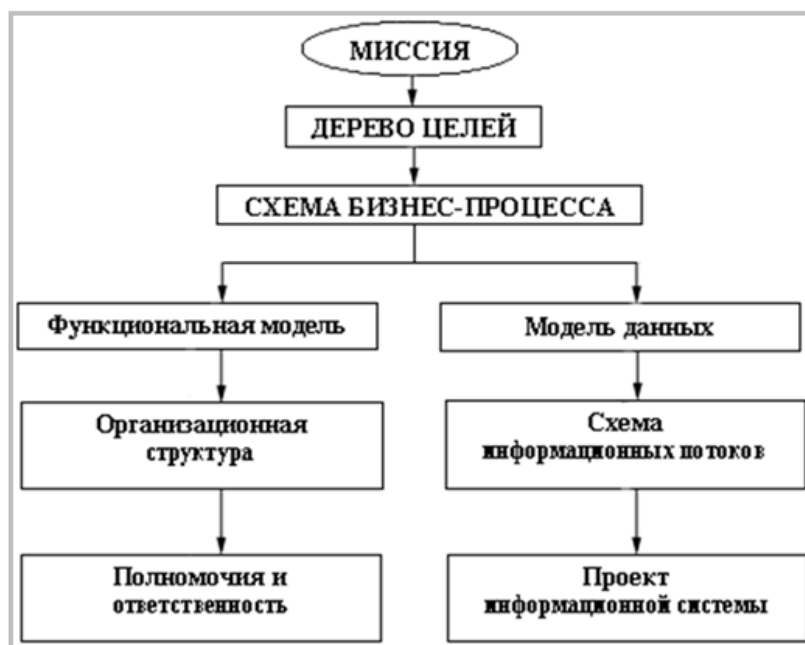 МИССИЯ
ДЕРЕВО ЦЕЛЕЙ
СХЕМА БИЗНЕС-ПРОЦЕССА
Функциональная модель
Модель данных
Организационная
структура
Схема
информационных потоков
Полномочия и
ответственность
Проект
информационной системы